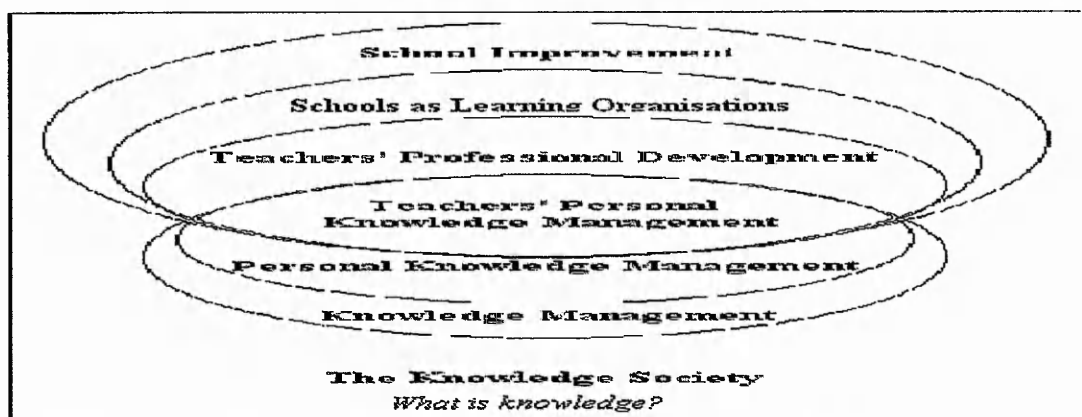 School Improvement
Schools as Learning Organisations
Teachers' Professional Development
Teachers' Personal
Knowledge Management
Personal Knowledge Management
Knowledge Management
The Knowledge Society
What is knowledge?